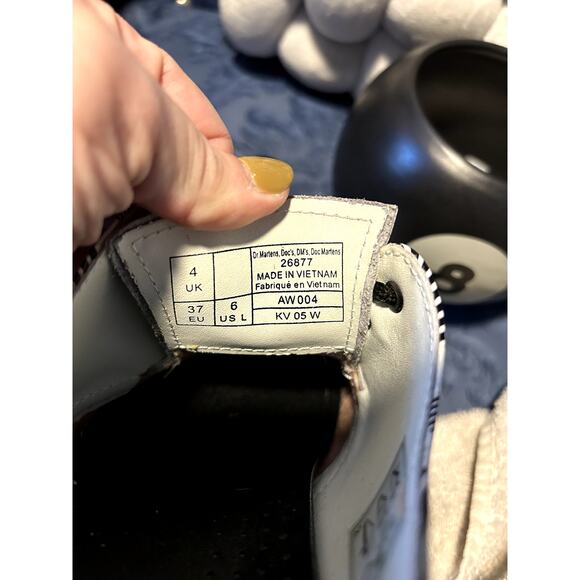 Dr.Martens, Doc's, DM's, Doc Martens
26877
MADE IN VIETNAM
Fabriqué en Vietnam
AW004
KV 05 W
4
UK
37
EU
6
US L
8